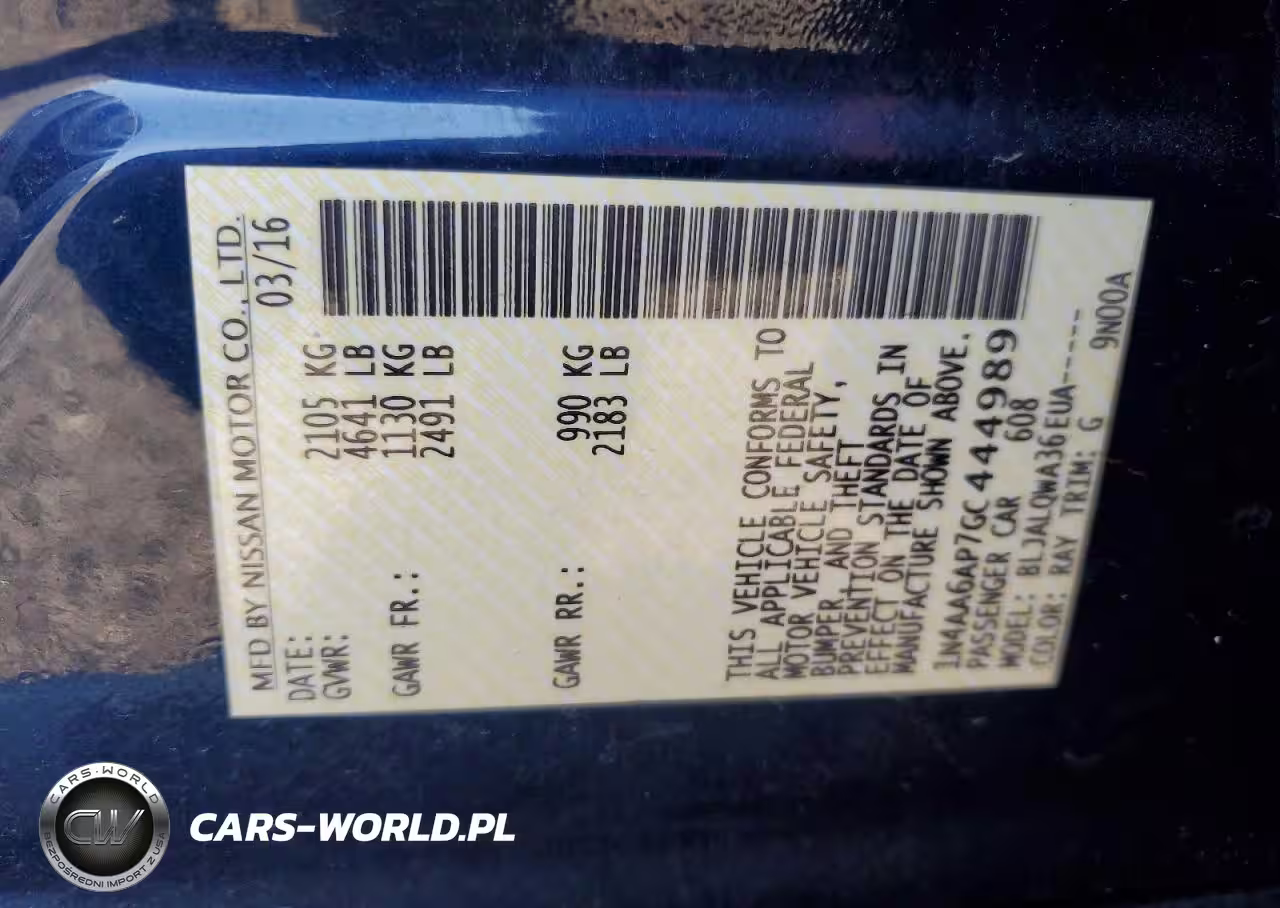 MFD BY NISSAN MOTOR CO., LTD.
DATE: 03/16
GVWR: 2105 KG
4641 LB
GAWR FR.: 1130 KG
2491 LB
GAWR RR.: 990 KG
2183 LB
THIS VEHICLE CONFORMS TO
ALL APPLICABLE FEDERAL
MOTOR VEHICLE SAFETY,
BUMPER, AND THEFT
PREVENTION STANDARDS IN
EFFECT ON THE DATE OF
MANUFACTURE SHOWN ABOVE.
1N4AA6AP7GC444989
PASSENGER CAR 608
MODEL: BLJALQWA36EUA-----
COLOR: RAY TRIM: G 9N00A
CARS-WORLD
CW
BEZPOŚREDNI IMPORT Z USA
CARS-WORLD.PL